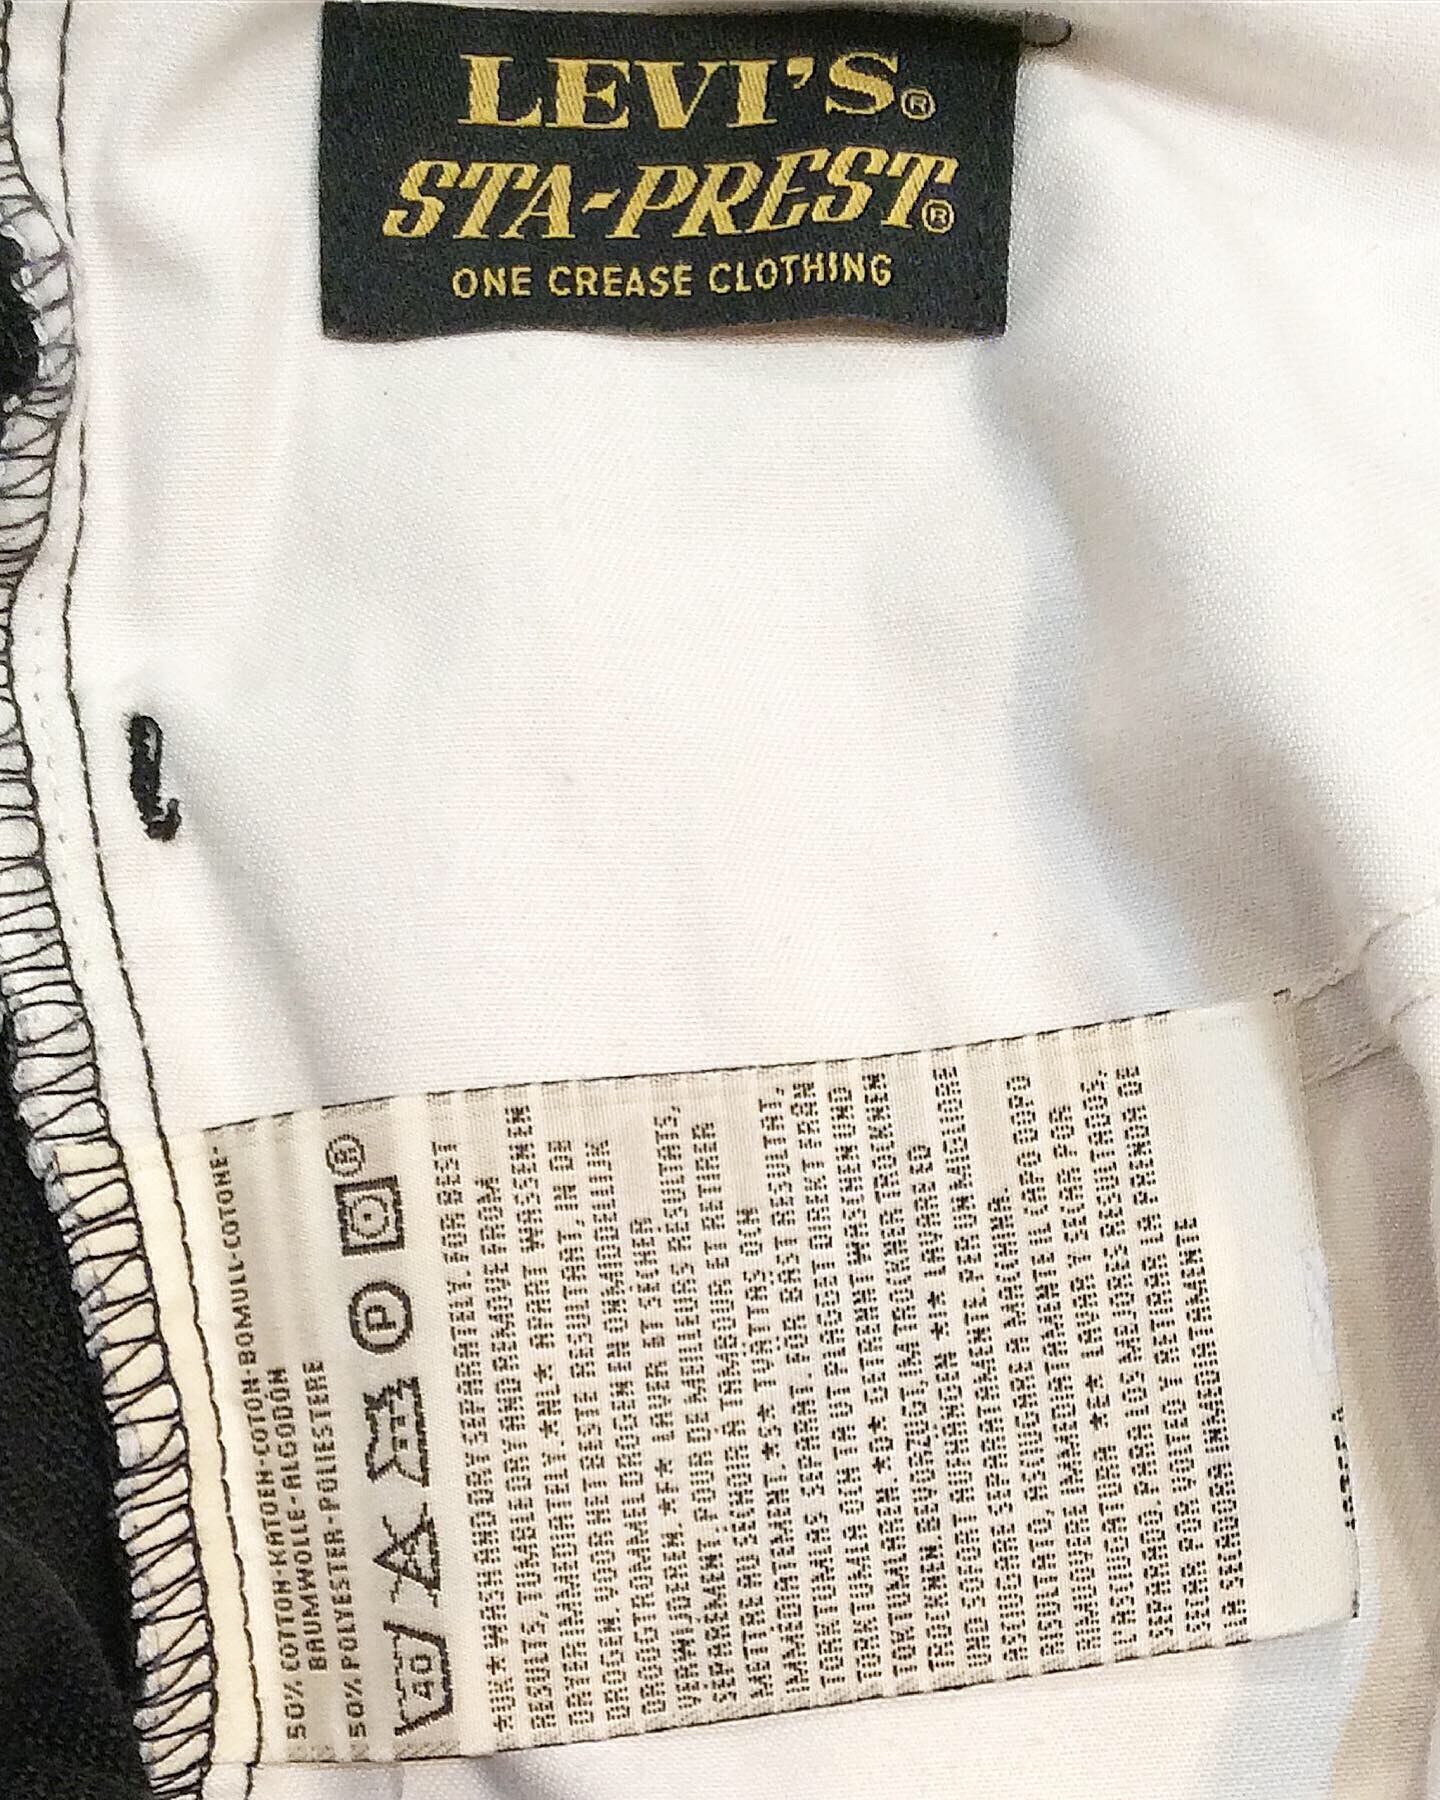 LEVI'S®
STA-PREST®
ONE CREASE CLOTHING
50% COTTON-KATOEN-COTON-BOMULL-COTONE-
BAUMWOLLE-ALGODÓN
50% POLYESTER-POLIESTERE
40 A P ®
*UK* WASH AND DRY SEPARATELY. FOR BEST
RESULTS, TUMBLE DRY AND REMOVE FROM
DRYER IMMEDIATELY. *NL* APART WASSEN EN
DROGEN. VOOR HET BESTE RESULTAAT, IN DE
DROOGTROMMEL DROGEN EN ONMIDDELLIJK
VERWIJDEREN. *F* LAVER ET SÉCHER
SÉPARÉMENT. POUR DE MEILLEURS RÉSULTATS,
METTRE AU SÉCHOIR À TAMBOUR ET RETIRER
IMMÉDIATEMENT. *S* TVÄTTAS OCH
TORKTUMLAS SEPARAT. FÖR BÄST RESULTAT,
TORKTUMLA OCH TA UT PLAGGET DIREKT FRÅN
TORKTUMLAREN. *D* GETRENNT WASCHEN UND
TROCKNEN. BEVORZUGT, IM TROCKNER TROCKNEN
UND SOFORT AUFHÄNGEN *I* LAVARE ED
ASCIUGARE SEPARATAMENTE. PER UN MIGLIORE
RISULTATO, ASCIUGARE A MACCHINA.
RIMUOVERE IMMEDIATAMENTE IL CAPO DOPO
L'ASCIUGATURA *E* LAVAR Y SECAR POR
SEPARADO. PARA LOS MEJORES RESULTADOS,
SECAR POR VOLTEO Y RETIRAR LA PRENDA DE
LA SECADORA INMEDIATAMENTE